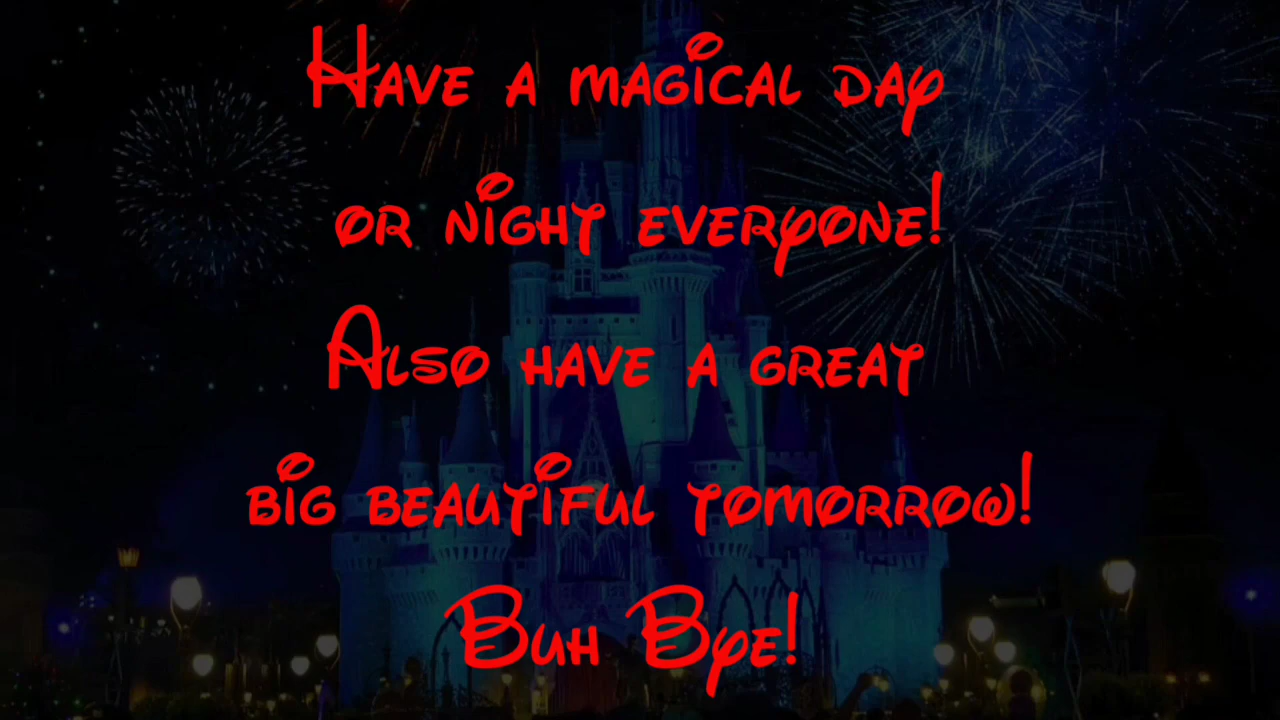 Have a magical day
or night everyone!
Also have a great
big beautiful tomorrow!
Buh Bye!